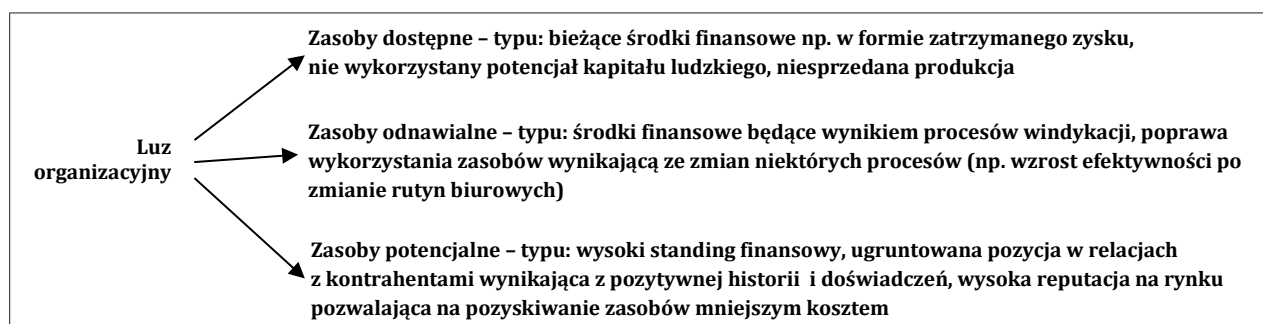 Zasoby dostępne – typu: bieżące środki finansowe np. w formie zatrzymanego zysku,
nie wykorzystany potencjał kapitału ludzkiego, niesprzedana produkcja
Luz
organizacyjny
Zasoby odnawialne – typu: środki finansowe będące wynikiem procesów windykacji, poprawa
wykorzystania zasobów wynikającą ze zmian niektórych procesów (np. wzrost efektywności po
zmianie rutyn biurowych)
Zasoby potencjalne – typu: wysoki standing finansowy, ugruntowana pozycja w relacjach
z kontrahentami wynikająca z pozytywnej historii i doświadczeń, wysoka reputacja na rynku
pozwalająca na pozyskiwanie zasobów mniejszym kosztem